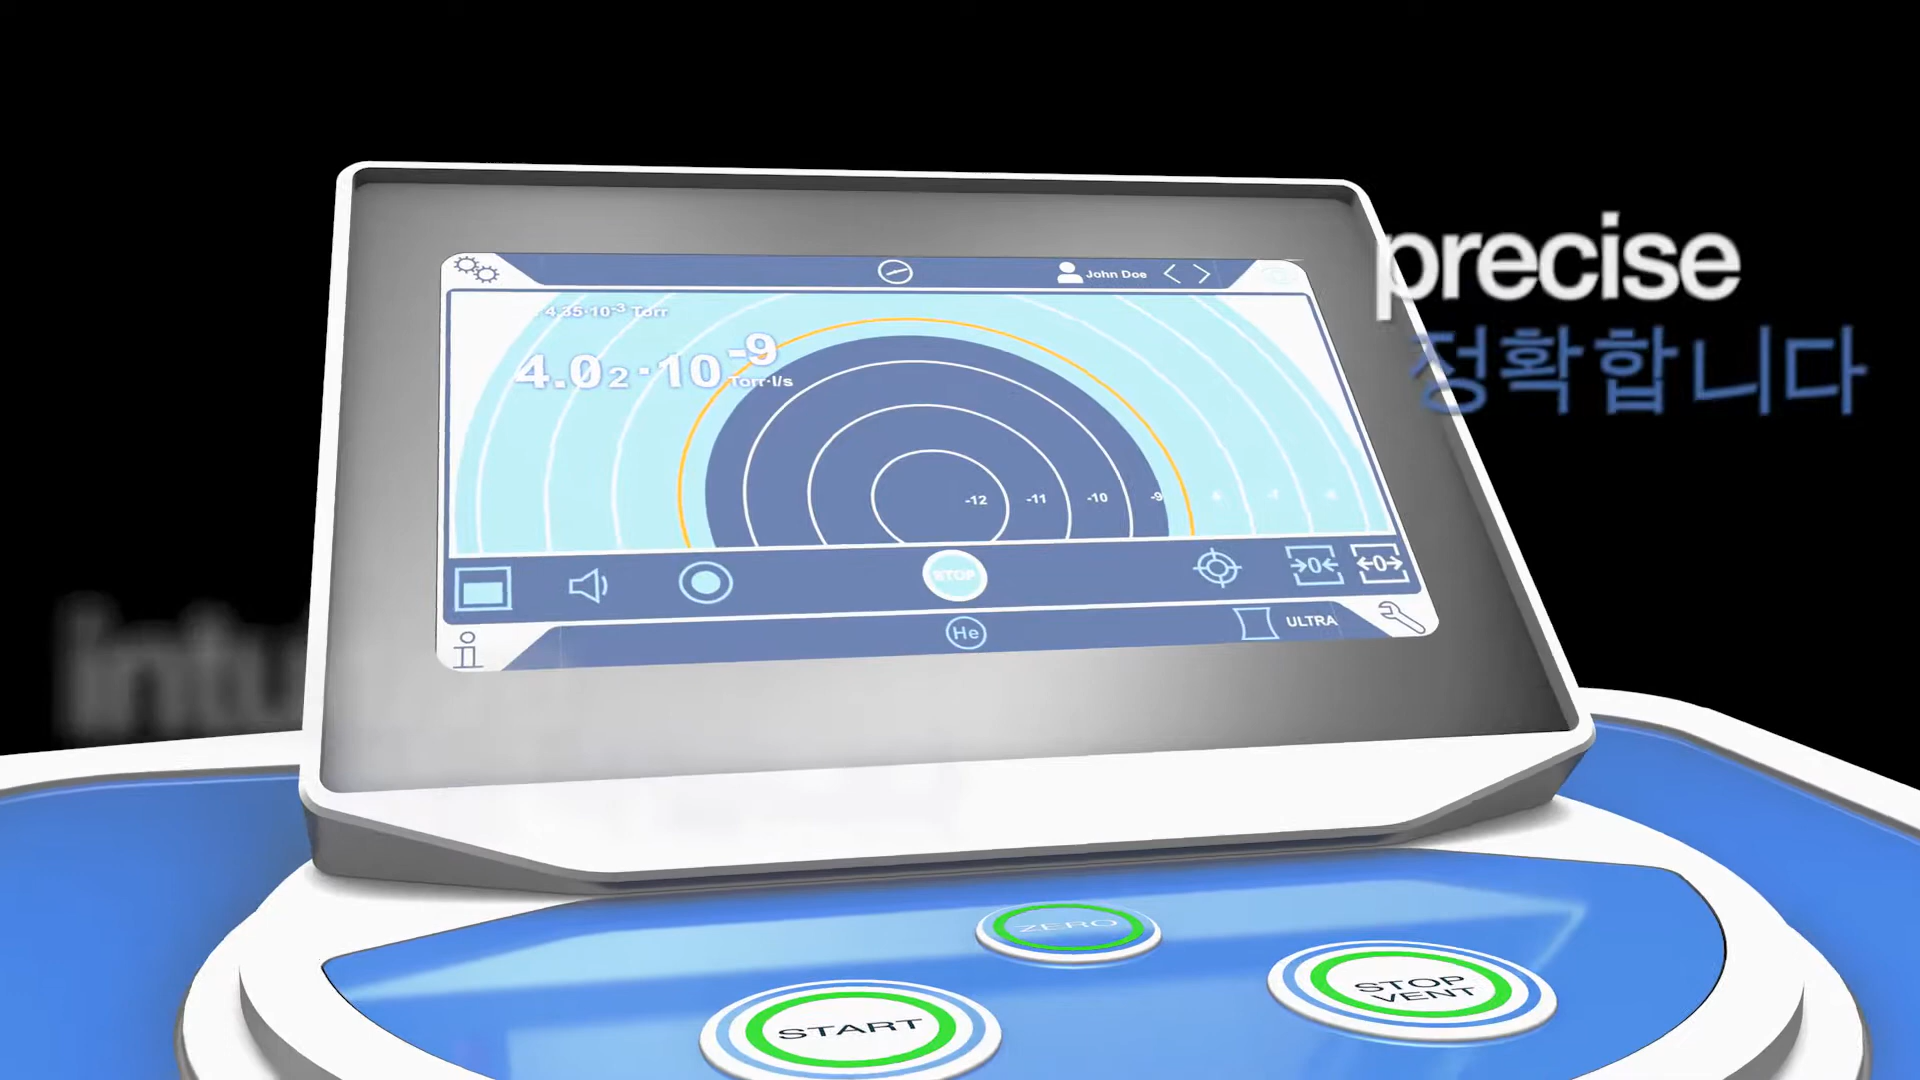 precise
정확합니다
John Doe
4.35·10-3 Torr
4.02·10-9
Torr·l/s
-12 -11 -10 -9
STOP
He
ULTRA
ZERO
START
STOP
VENT